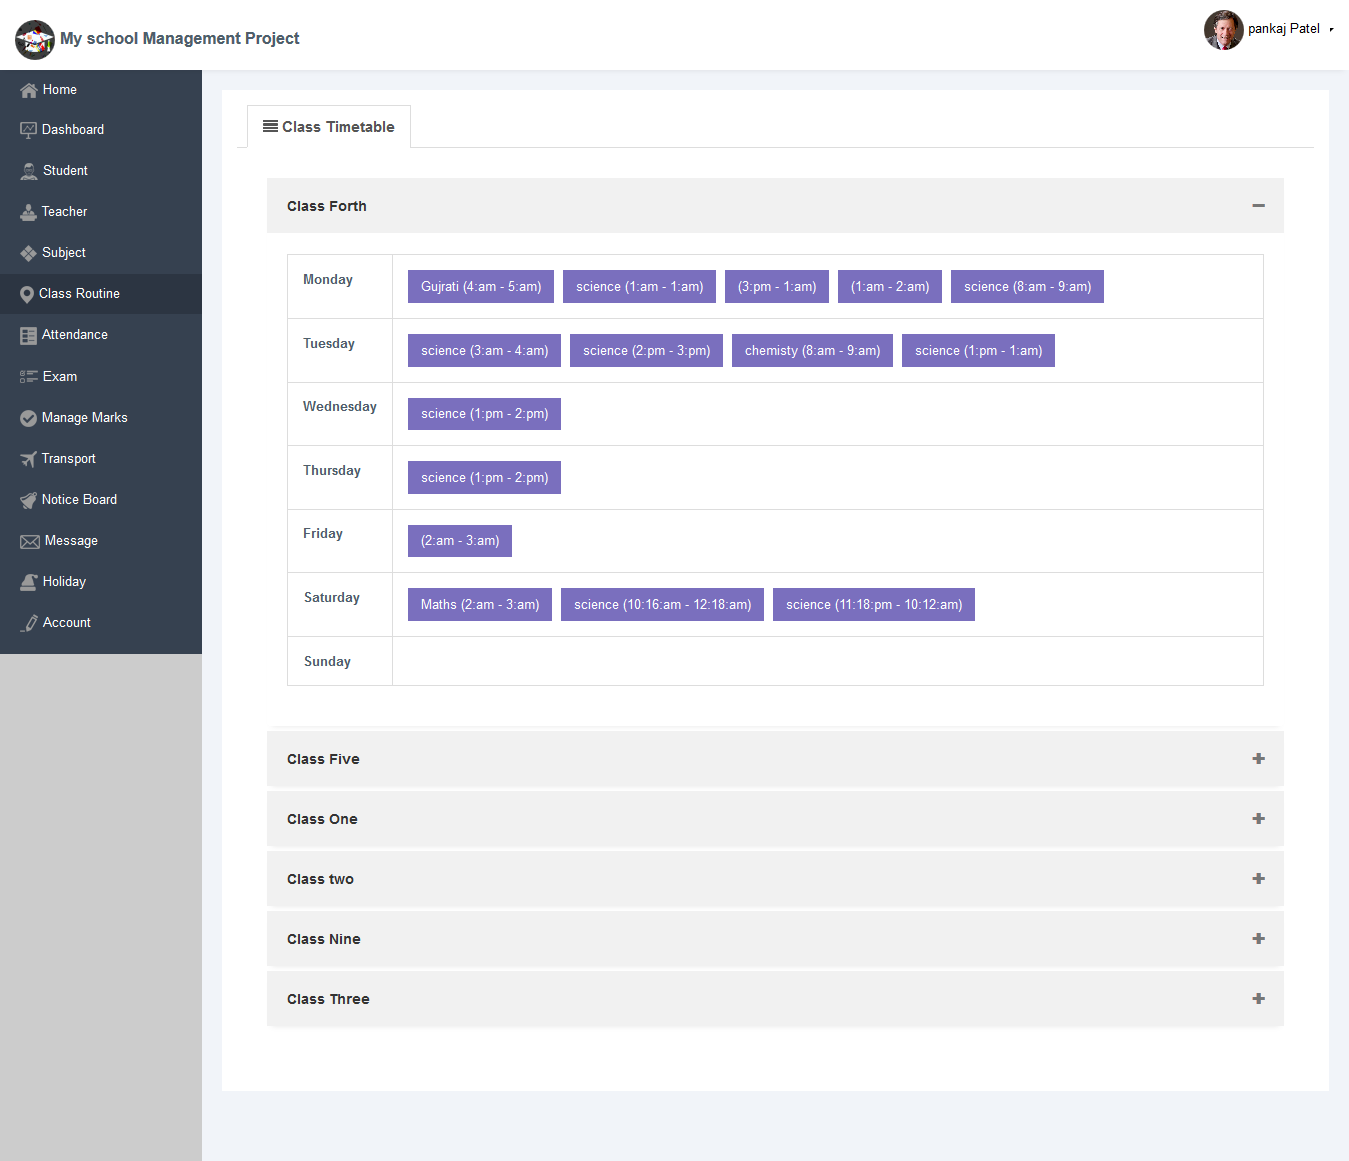 My school Management Project
pankaj Patel
Home
Dashboard
Student
Teacher
Subject
Class Routine
Attendance
Exam
Manage Marks
Transport
Notice Board
Message
Holiday
Account
Class Timetable
Class Forth
Monday Gujrati (4:am - 5:am) science (1:am - 1:am) (3:pm - 1:am) (1:am - 2:am) science (8:am - 9:am)
Tuesday science (3:am - 4:am) science (2:pm - 3:pm) chemisty (8:am - 9:am) science (1:pm - 1:am)
Wednesday science (1:pm - 2:pm)
Thursday science (1:pm - 2:pm)
Friday (2:am - 3:am)
Saturday Maths (2:am - 3:am) science (10:16:am - 12:18:am) science (11:18:pm - 10:12:am)
Sunday
Class Five
Class One
Class two
Class Nine
Class Three